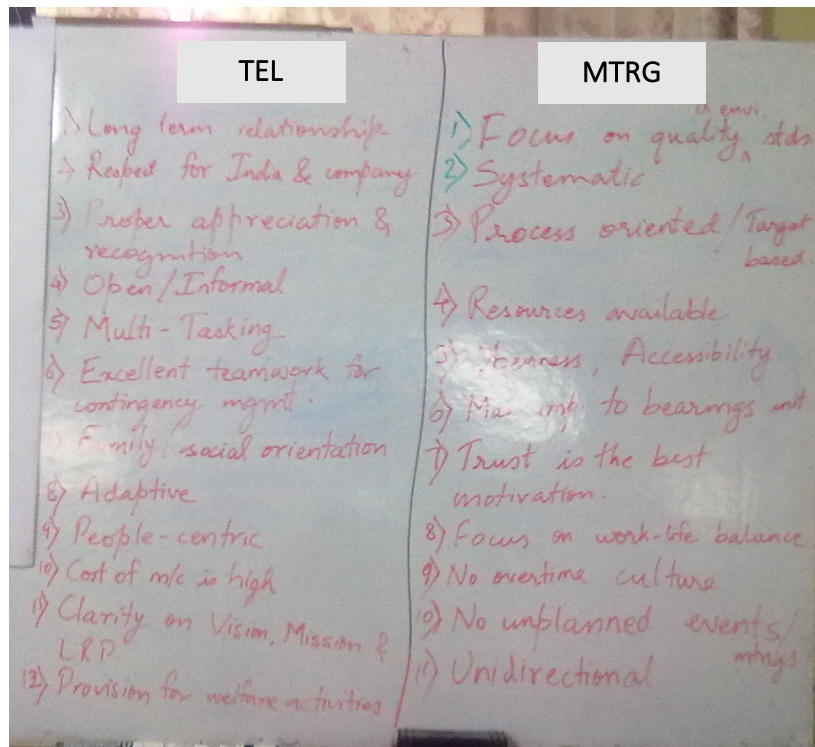 TEL
1) Long term relationship
2) Respect for India & company
3) Proper appreciation &
recognition
4) Open/Informal
5) Multi-Tasking
6) Excellent teamwork for
contingency mgmt.
7) Family/social orientation
8) Adaptive
9) People-centric
10) Cost of m/c is high
11) Clarity on Vision, Mission &
LRP.
12) Provision for welfare activities
MTRG
& envi.
1) Focus on quality ^ stds
2) Systematic
3) Process oriented/Target
based.
4) Resources available
5) Openness, Accessibility
6) imp. to bearings unit
7) Trust is the best
motivation.
8) Focus on work-life balance
9) No overtime culture
10) No unplanned events/
mtngs
11) Unidirectional